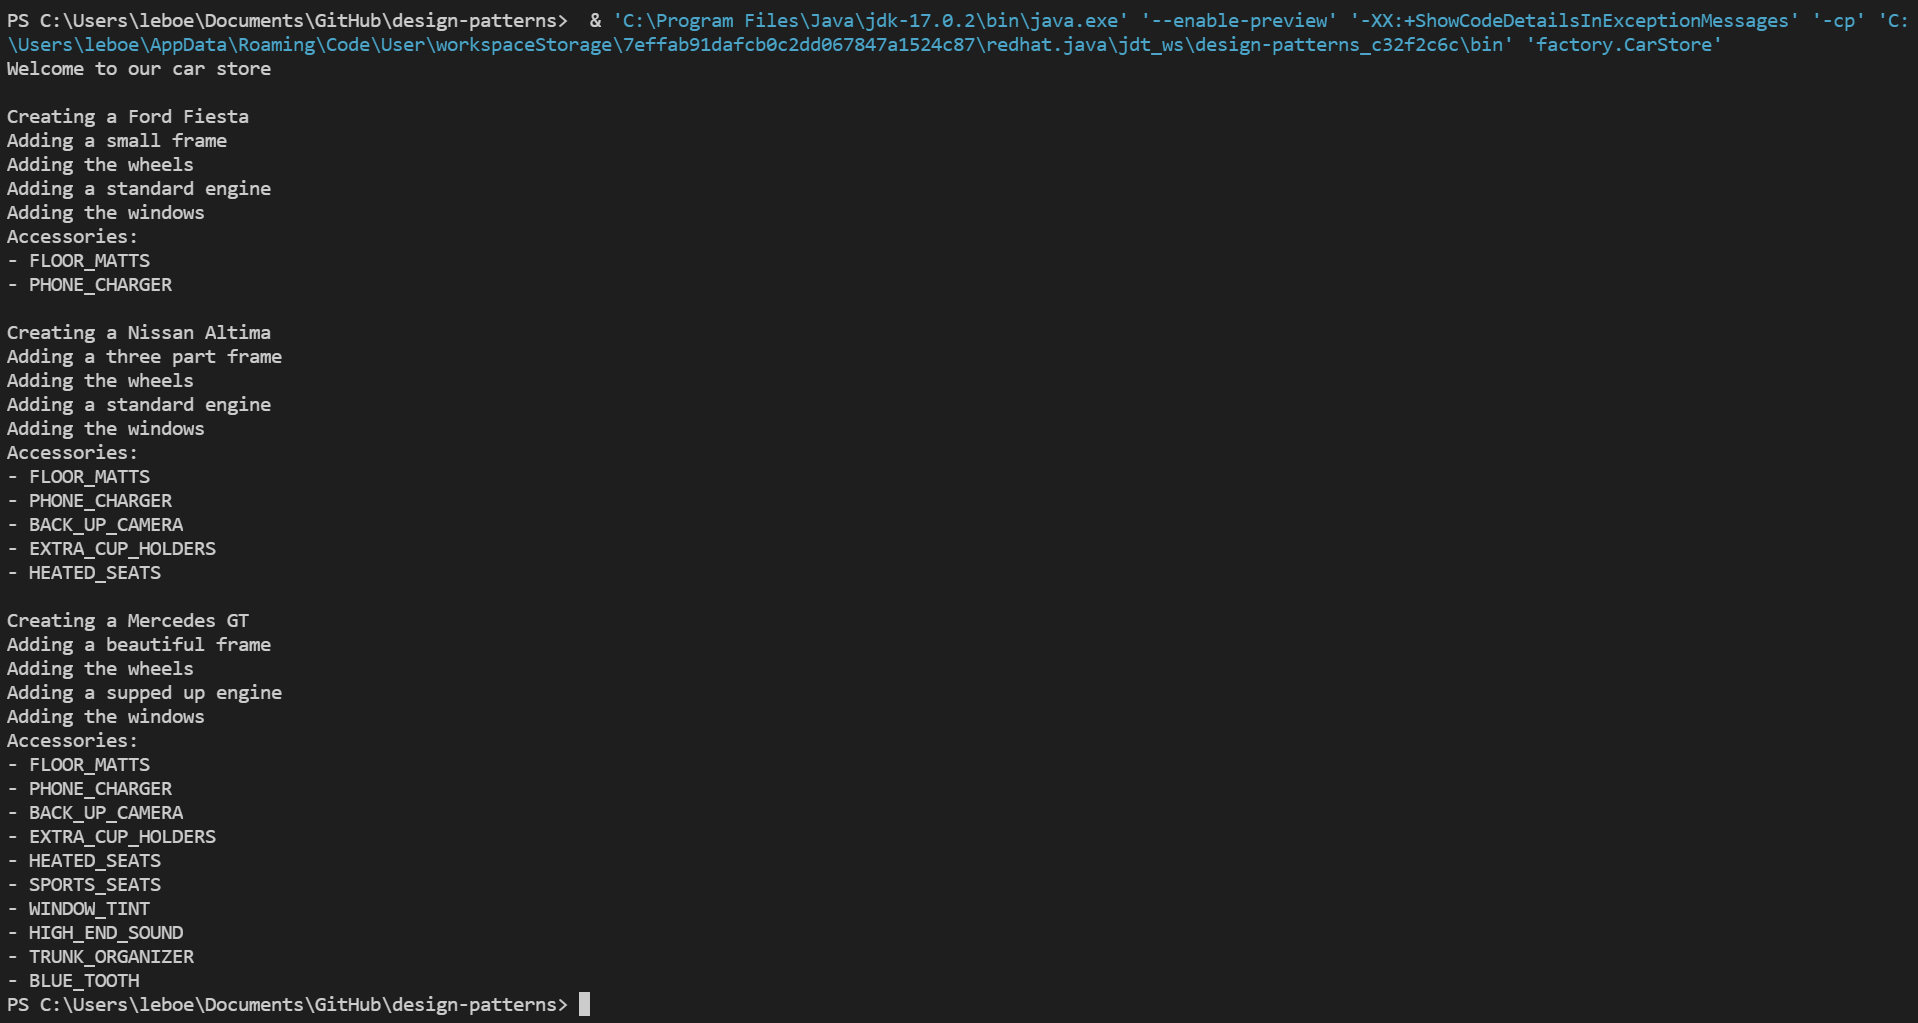 PS C:\Users\leboe\Documents\GitHub\design-patterns>  & 'C:\Program Files\Java\jdk-17.0.2\bin\java.exe' '--enable-preview' '-XX:+ShowCodeDetailsInExceptionMessages' '-cp' 'C:
\Users\leboe\AppData\Roaming\Code\User\workspaceStorage\7effab91dafcb0c2dd067847a1524c87\redhat.java\jdt_ws\design-patterns_c32f2c6c\bin' 'factory.CarStore'
Welcome to our car store

Creating a Ford Fiesta
Adding a small frame
Adding the wheels
Adding a standard engine
Adding the windows
Accessories:
- FLOOR_MATTS
- PHONE_CHARGER

Creating a Nissan Altima
Adding a three part frame
Adding the wheels
Adding a standard engine
Adding the windows
Accessories:
- FLOOR_MATTS
- PHONE_CHARGER
- BACK_UP_CAMERA
- EXTRA_CUP_HOLDERS
- HEATED_SEATS

Creating a Mercedes GT
Adding a beautiful frame
Adding the wheels
Adding a supped up engine
Adding the windows
Accessories:
- FLOOR_MATTS
- PHONE_CHARGER
- BACK_UP_CAMERA
- EXTRA_CUP_HOLDERS
- HEATED_SEATS
- SPORTS_SEATS
- WINDOW_TINT
- HIGH_END_SOUND
- TRUNK_ORGANIZER
- BLUE_TOOTH
PS C:\Users\leboe\Documents\GitHub\design-patterns>